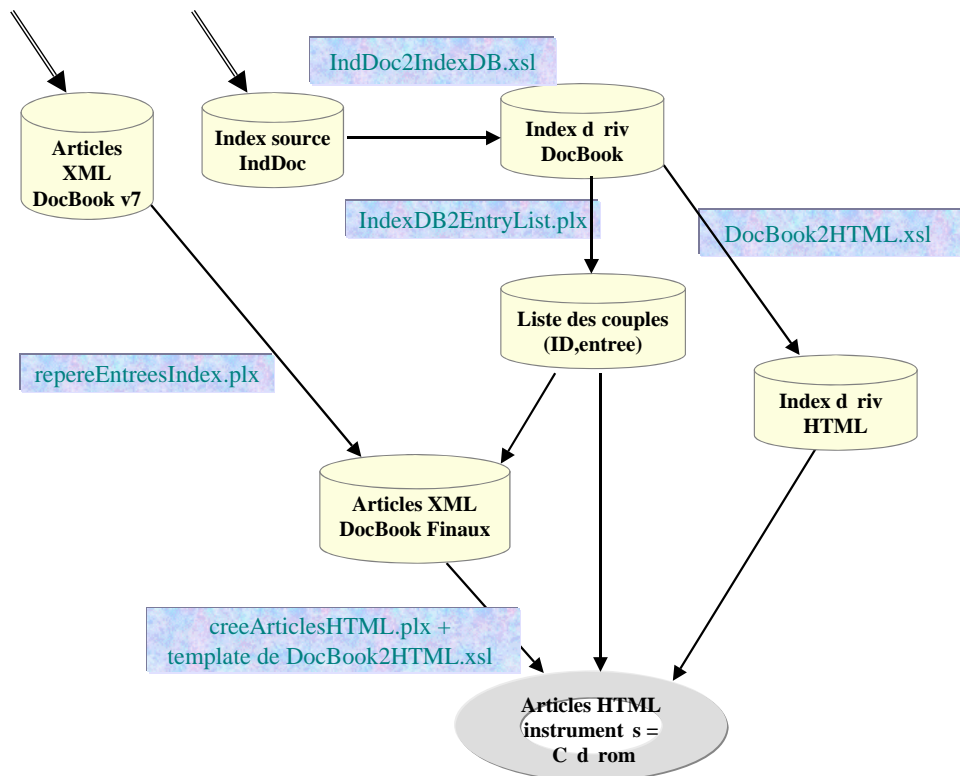 IndDoc2IndexDB.xsl
Articles
XML
DocBook v7
Index source
IndDoc
Index d riv
DocBook
IndexDB2EntryList.plx
DocBook2HTML.xsl
Liste des couples
(ID,entree)
repereEntreesIndex.plx
Index d riv
HTML
Articles XML
DocBook Finaux
creeArticlesHTML.plx +
template de DocBook2HTML.xsl
Articles HTML
instrument s =
C d rom